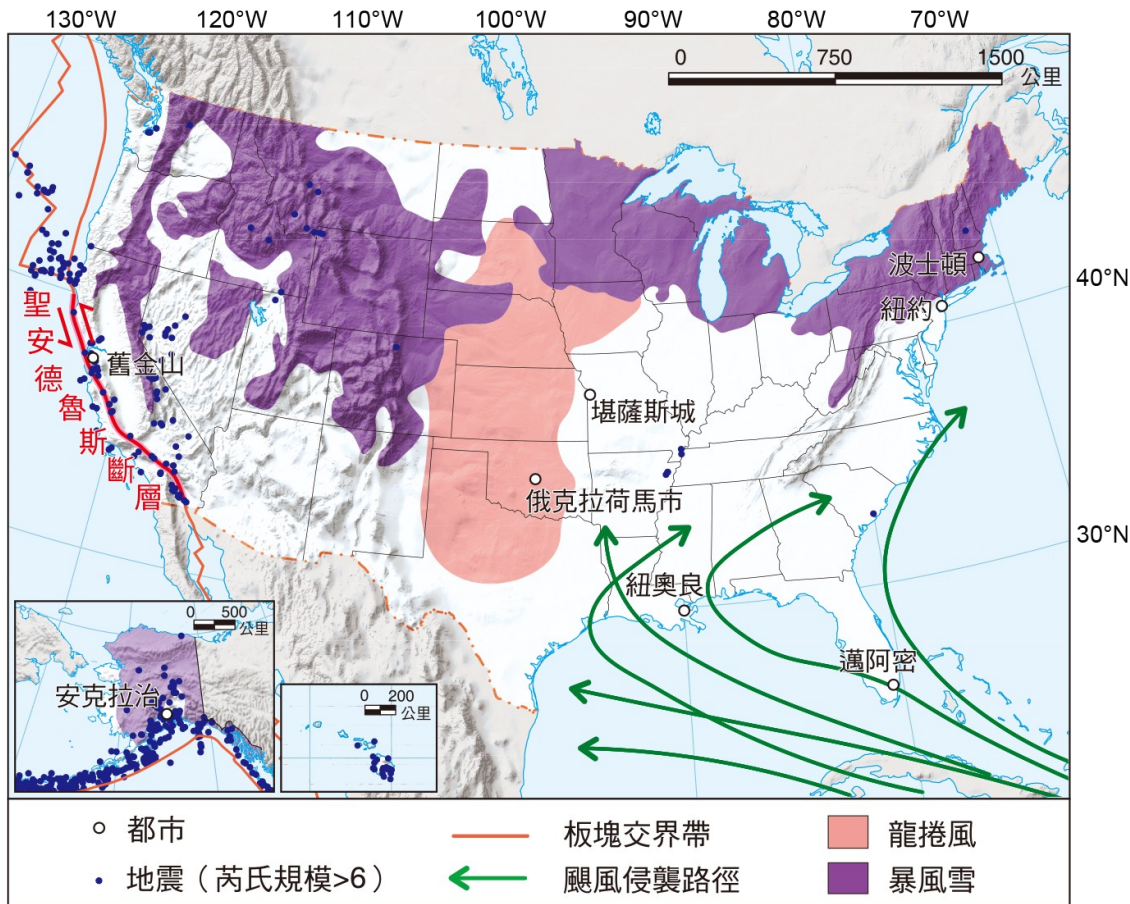 130°W 120°W 110°W 100°W 90°W 80°W 70°W
0 750 1500
公里
40°N
30°N
波士頓
紐約
聖安德魯斯斷層
舊金山
堪薩斯城
俄克拉荷馬市
紐奧良
邁阿密
0 500
公里
安克拉治
0 200
公里
都市
板塊交界帶
龍捲風
地震（芮氏規模>6）
颶風侵襲路徑
暴風雪